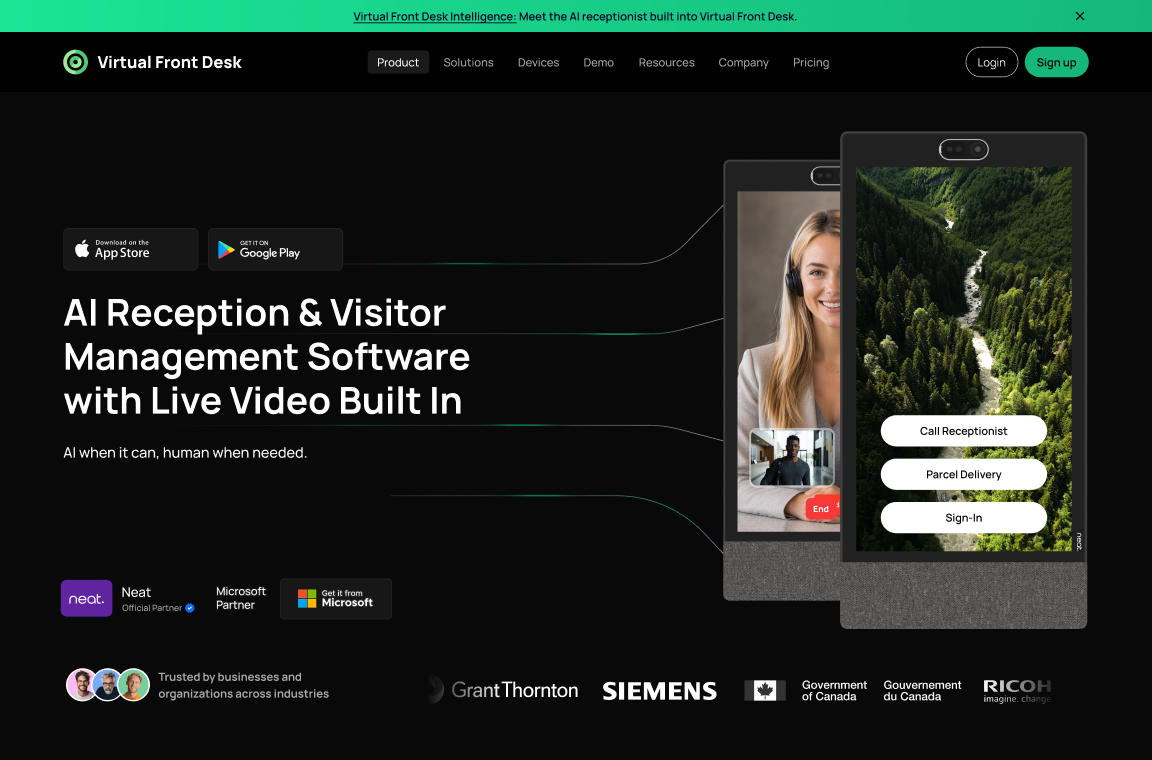 Virtual Front Desk Intelligence: Meet the AI receptionist built into Virtual Front Desk.
Virtual Front Desk
Product
Solutions
Devices
Demo
Resources
Company
Pricing
Login
Sign up
Download on the
App Store
GET IT ON
Google Play
AI Reception & Visitor
Management Software
with Live Video Built In
AI when it can, human when needed.
End
Call Receptionist
Parcel Delivery
Sign-In
neat.
neat.
Neat
Official Partner
Microsoft
Partner
Get it from
Microsoft
Trusted by businesses and
organizations across industries
Grant Thornton
SIEMENS
Government
of Canada
Gouvernement
du Canada
RICOH
imagine. change.